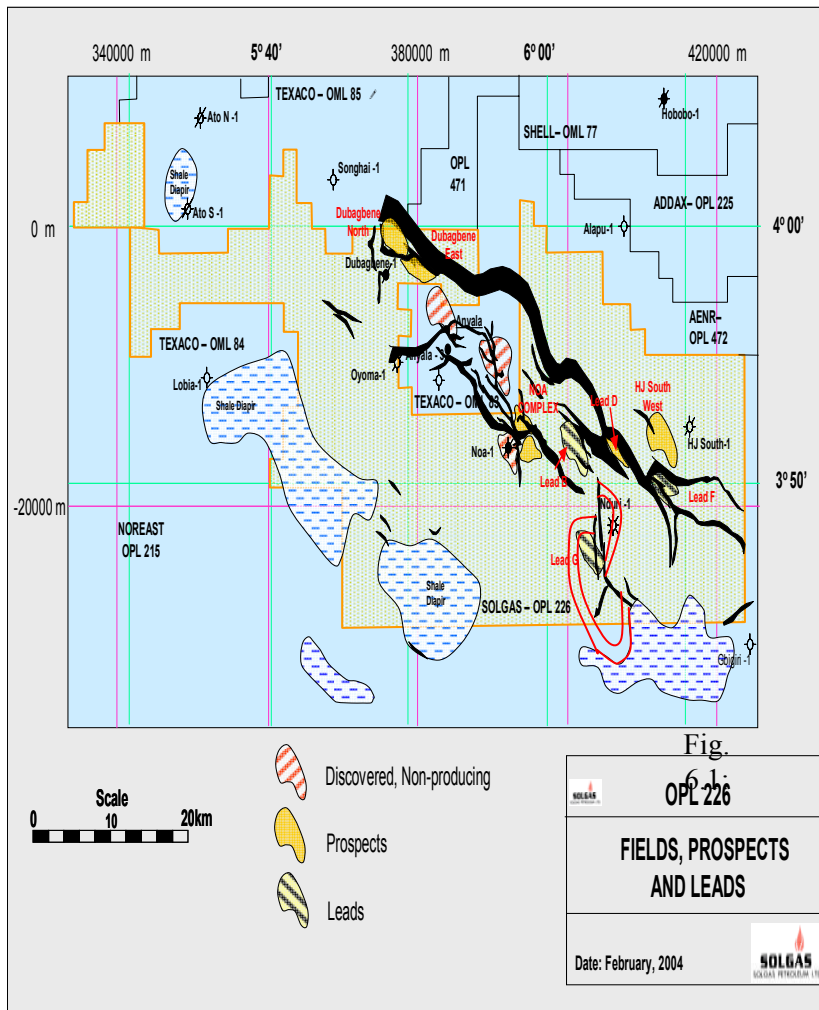 340000 m
5° 40'
380000 m
6° 00'
420000 m
TEXACO – OML 85
Ato N -1
Hobobo-1
SHELL– OML 77
Shale
Diapir
Songhai -1
OPL
471
ADDAX– OPL 225
Ato S -1
Dubagbene
North
Alapu-1
0 m
4° 00'
Dubagbene
East
Dubagbene-1
AENR–
OPL 472
Anyala
TEXACO – OML 84
Oyoma-1
TEXACO – OML 83
Lobia-1
NOA
COMPLEX
Lead D
HJ South
West
Shale Diapir
HJ South-1
Noa-1
Lead B
3° 50'
Lead F
Nduri -1
-20000 m
NOREAST
OPL 215
Lead G
Shale
Diapir
SOLGAS – OPL 226
Fig.
6.1:
Discovered, Non-producing
Scale
0
10
20km
Prospects
Leads
SOLGAS
OPL 226
FIELDS, PROSPECTS
AND LEADS
Date: February, 2004
SOLGAS
SOLGAS PETROLEUM LTD